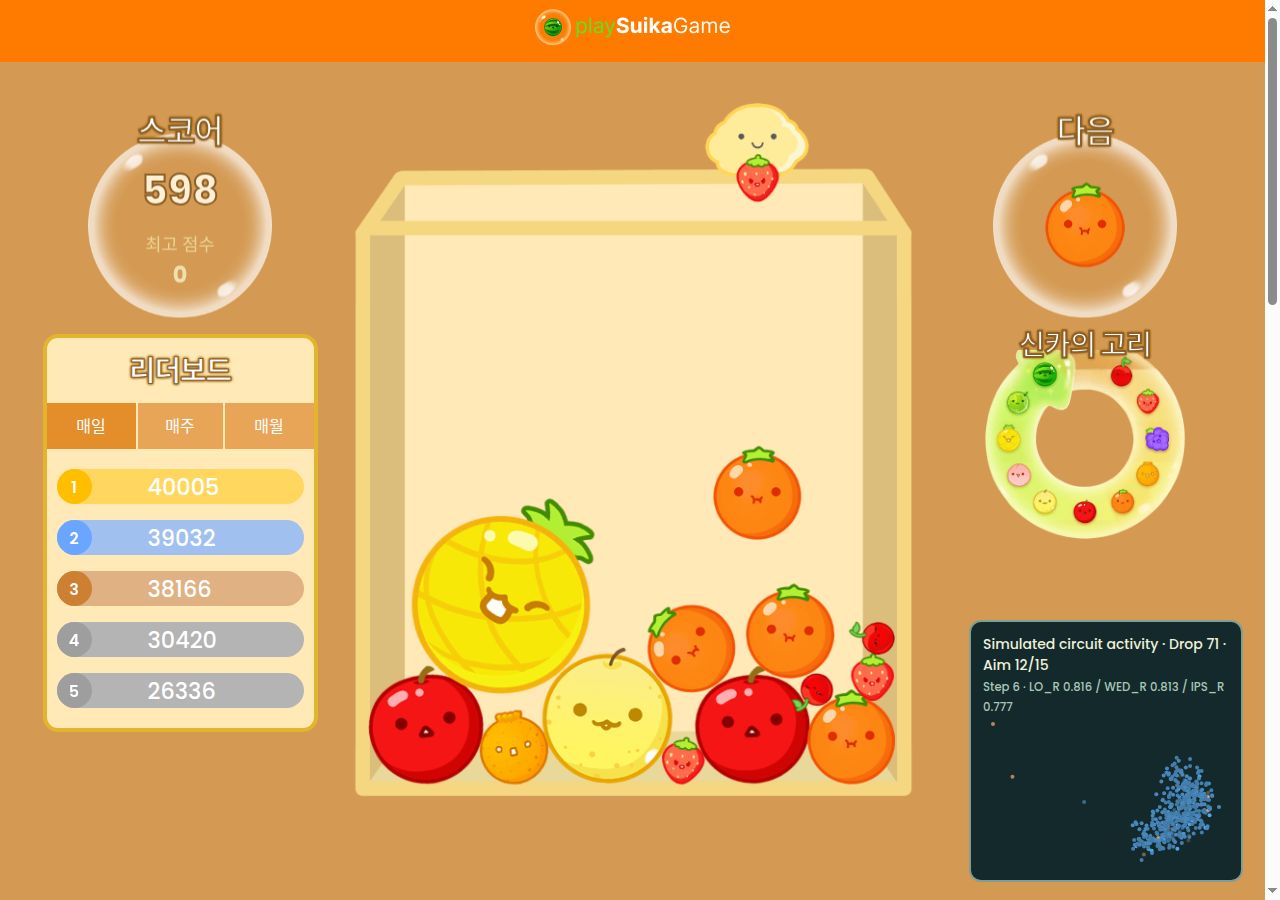 playSuikaGame
스코어
598
최고 점수
0
리더보드
매일 매주 매월
1 40005
2 39032
3 38166
4 30420
5 26336
다음
신카의 고리
Simulated circuit activity · Drop 71 ·
Aim 12/15
Step 6 · LO_R 0.816 / WED_R 0.813 / IPS_R
0.777